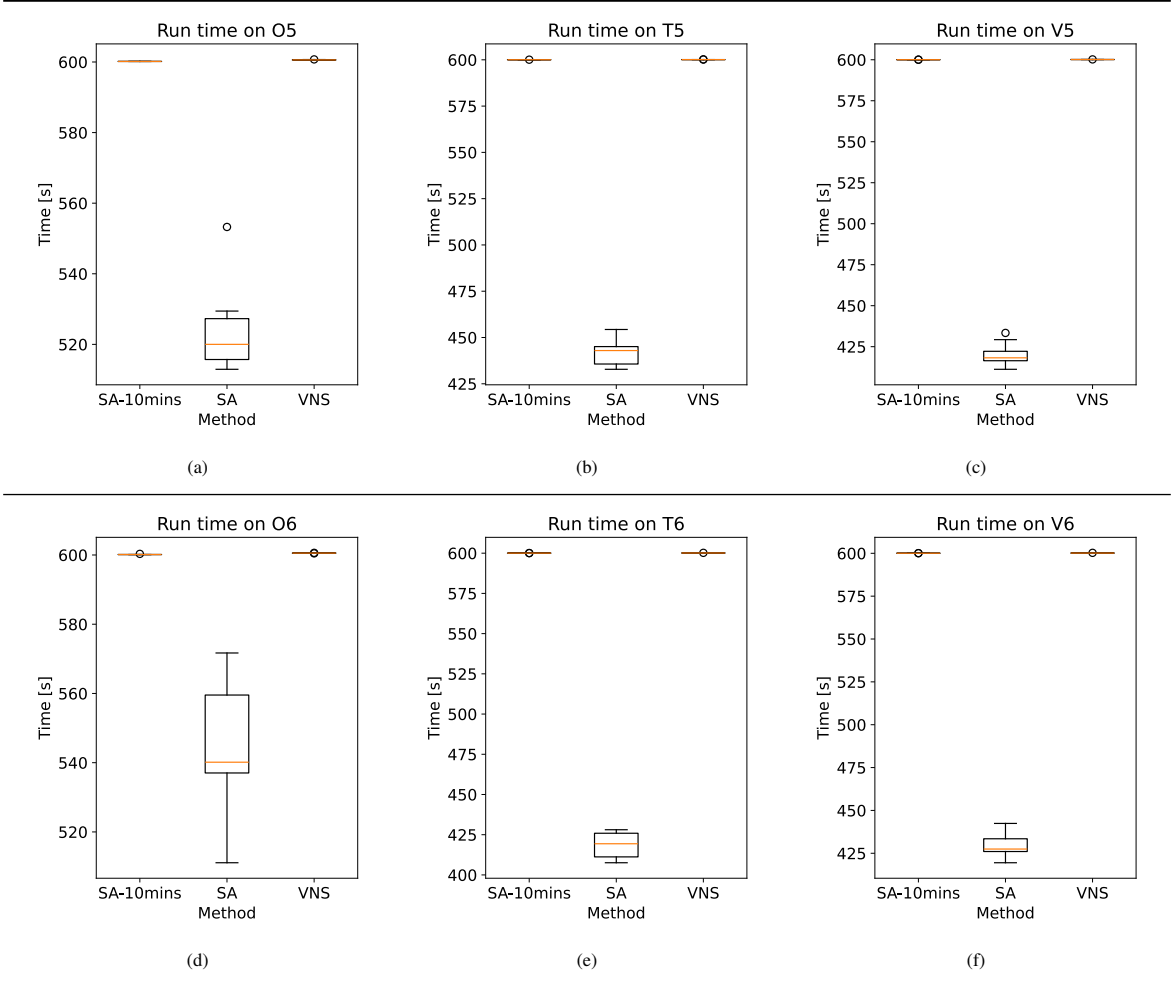 Run time on O5
600
580
560
540
520
Time [s]
SA-10mins SA VNS
Method
(a)
Run time on T5
600
575
550
525
500
475
450
425
Time [s]
SA-10mins SA VNS
Method
(b)
Run time on V5
600
575
550
525
500
475
450
425
Time [s]
SA-10mins SA VNS
Method
(c)
Run time on O6
600
580
560
540
520
Time [s]
SA-10mins SA VNS
Method
(d)
Run time on T6
600
575
550
525
500
475
450
425
400
Time [s]
SA-10mins SA VNS
Method
(e)
Run time on V6
600
575
550
525
500
475
450
425
Time [s]
SA-10mins SA VNS
Method
(f)